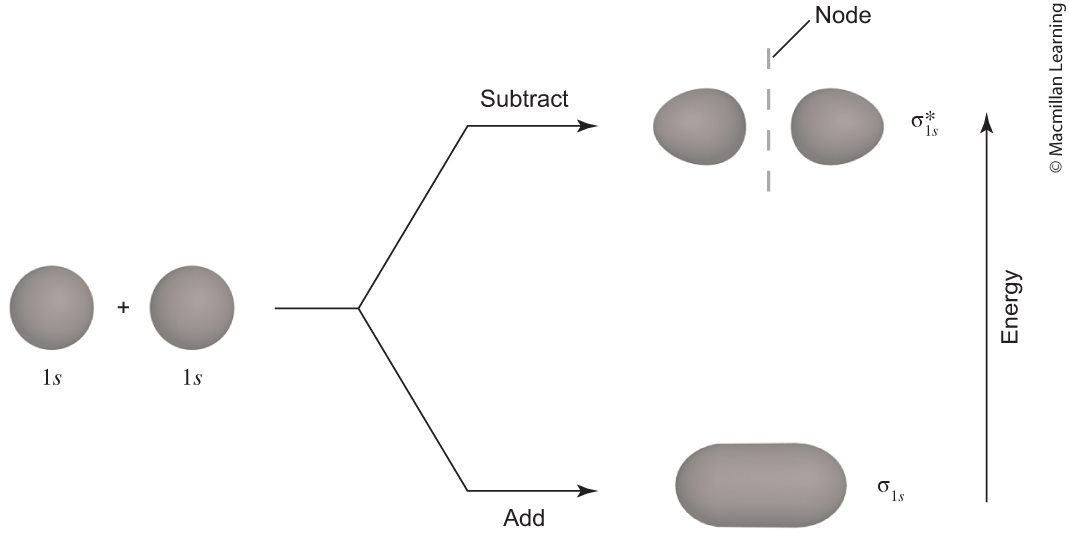 Node
Subtract
σ*1s
1s + 1s
Energy
σ1s
Add
© Macmillan Learning